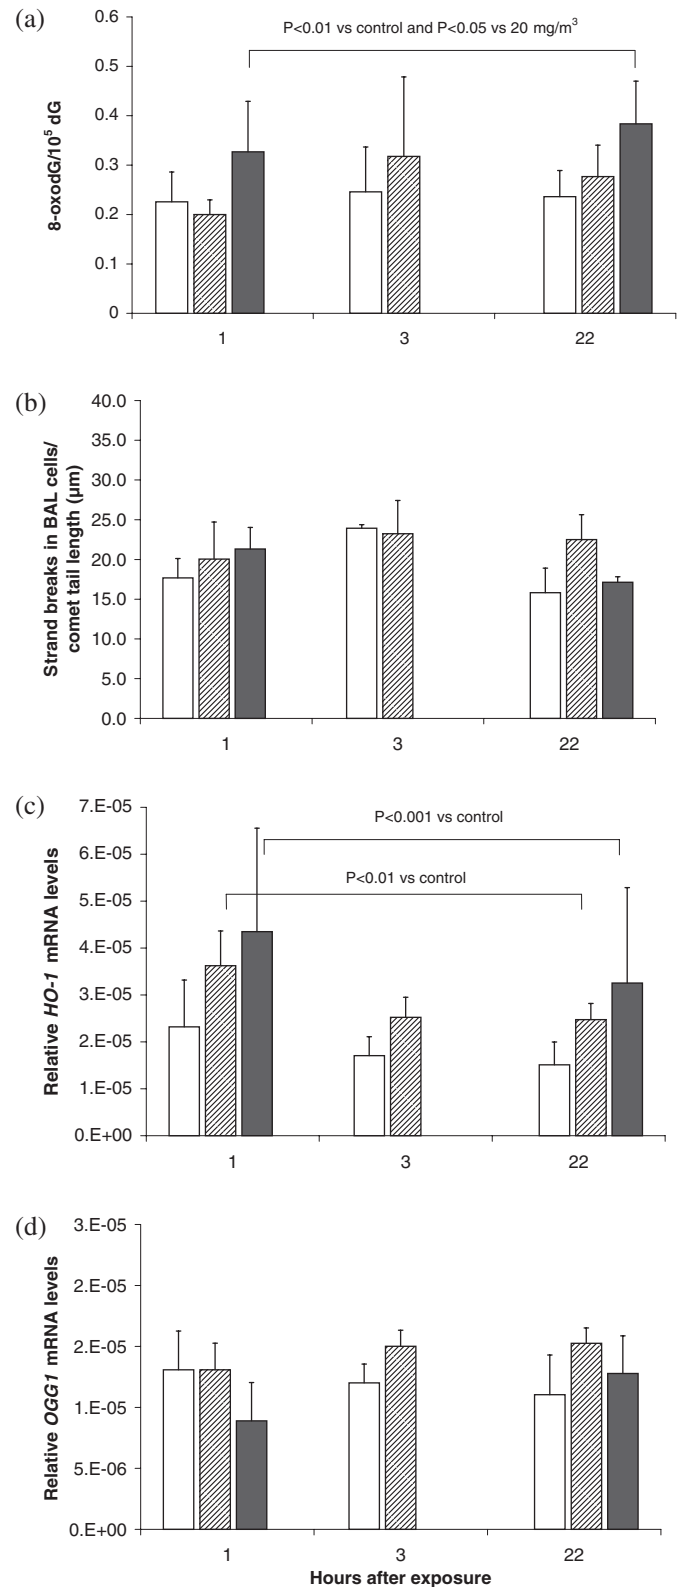 (a)
0.6
0.5
0.4
0.3
0.2
0.1
0
8-oxodG/10⁵ dG
P<0.01 vs control and P<0.05 vs 20 mg/m³
1 3 22
(b)
40.0
35.0
30.0
25.0
20.0
15.0
10.0
5.0
0.0
Strand breaks in BAL cells/
comet tail length (µm)
1 3 22
(c)
7.E-05
6.E-05
5.E-05
4.E-05
3.E-05
2.E-05
1.E-05
0.E+00
Relative HO-1 mRNA levels
P<0.001 vs control
P<0.01 vs control
1 3 22
(d)
3.E-05
2.E-05
2.E-05
1.E-05
5.E-06
0.E+00
Relative OGG1 mRNA levels
1 3 22
Hours after exposure